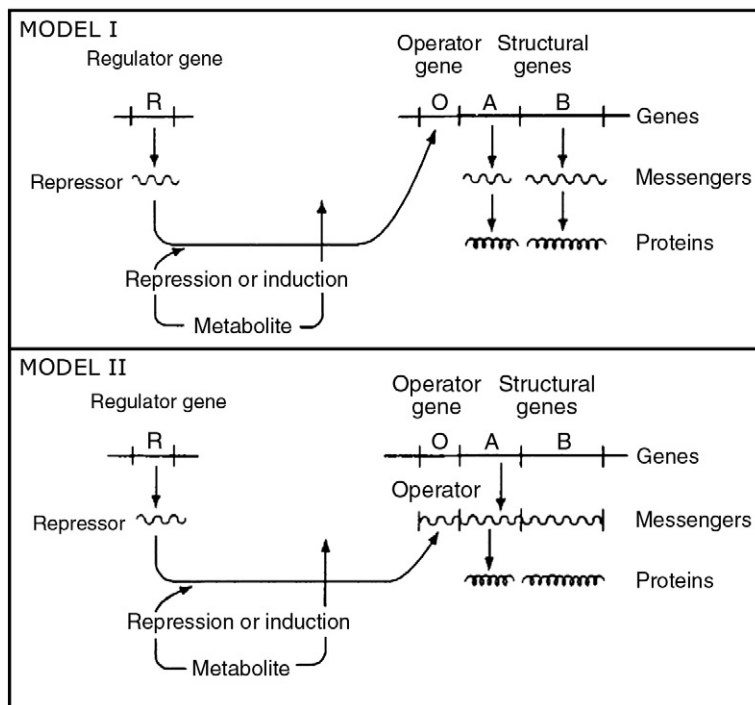 MODEL I
Regulator gene
Operator gene
Structural genes
R
O A B
Genes
Repressor
Messengers
Proteins
Repression or induction
Metabolite
MODEL II
Regulator gene
Operator gene
Structural genes
R
O A B
Genes
Operator
Repressor
Messengers
Proteins
Repression or induction
Metabolite